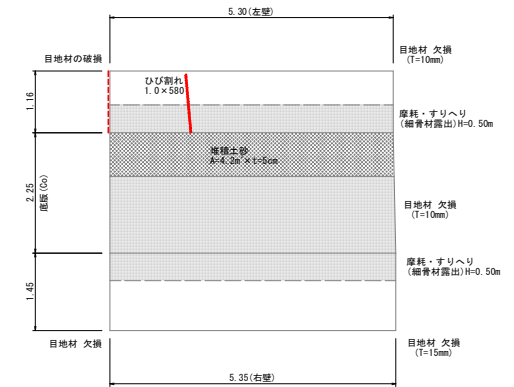 5.30(左壁)
目地材 欠損
(T=10mm)
目地材の破損
ひび割れ
1.0×580
1.16
摩耗・すりへり
(細骨材露出)H=0.50m
堆積土砂
A=4.2m²×t=5cm
2.25
底版(Co)
目地材 欠損
(T=10mm)
摩耗・すりへり
(細骨材露出)H=0.50m
1.45
目地材 欠損
目地材 欠損
(T=15mm)
5.35(右壁)